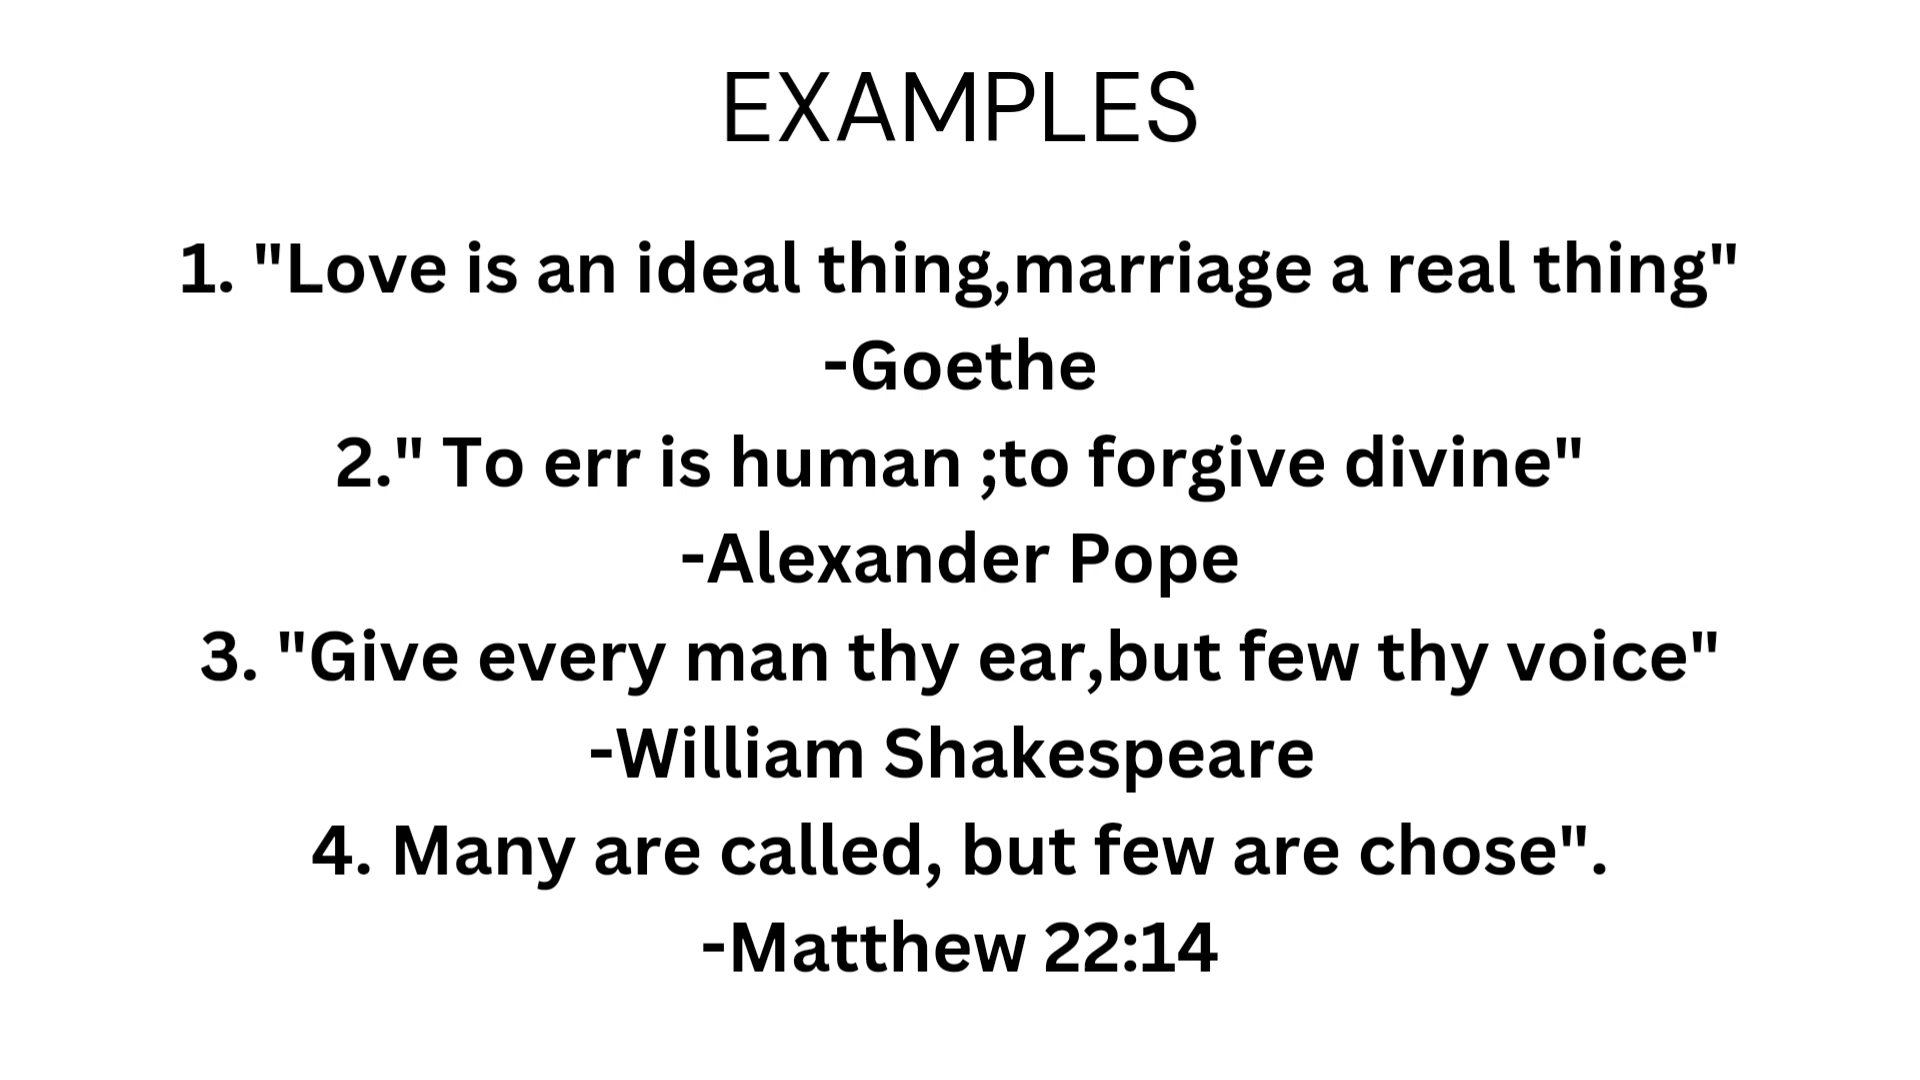 EXAMPLES
1. "Love is an ideal thing,marriage a real thing"
-Goethe
2." To err is human ;to forgive divine"
-Alexander Pope
3. "Give every man thy ear,but few thy voice"
-William Shakespeare
4. Many are called, but few are chose".
-Matthew 22:14